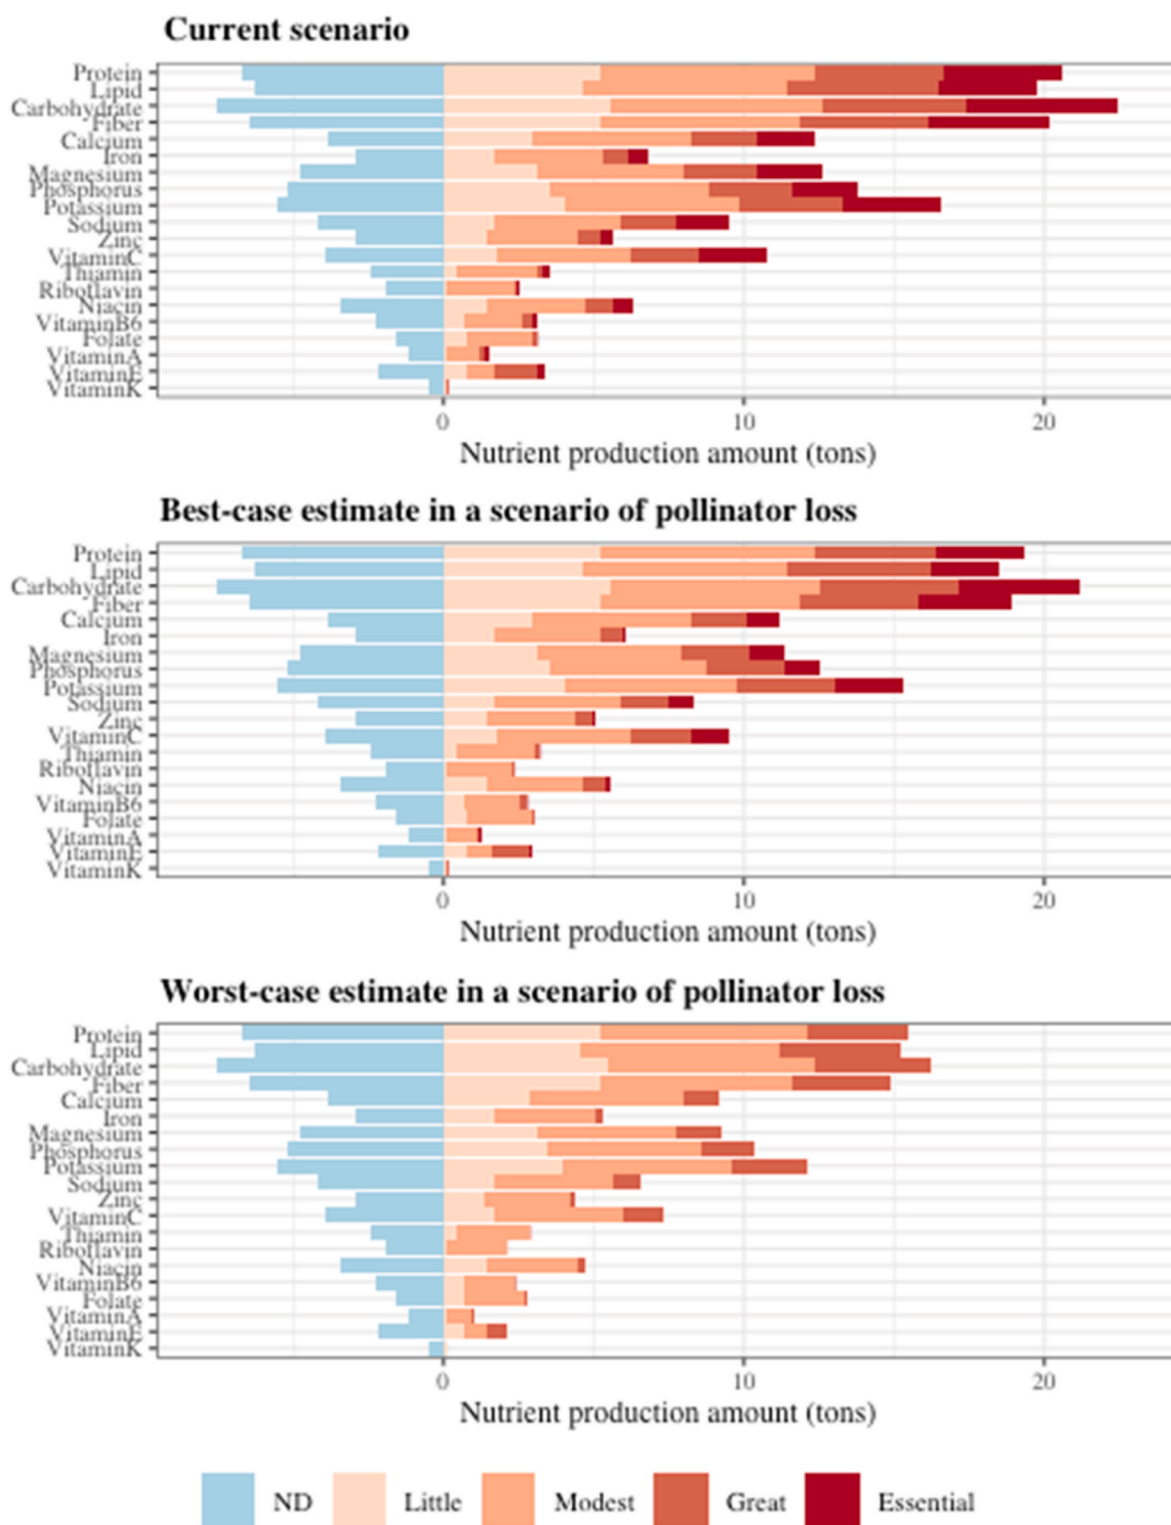 Current scenario
Protein
Lipid
Carbohydrate
Fiber
Calcium
Iron
Magnesium
Phosphorus
Potassium
Sodium
Zinc
VitaminC
Thiamin
Riboflavin
Niacin
VitaminB6
Folate
VitaminA
VitaminE
VitaminK
0 10 20
Nutrient production amount (tons)
Best-case estimate in a scenario of pollinator loss
Protein
Lipid
Carbohydrate
Fiber
Calcium
Iron
Magnesium
Phosphorus
Potassium
Sodium
Zinc
VitaminC
Thiamin
Riboflavin
Niacin
VitaminB6
Folate
VitaminA
VitaminE
VitaminK
0 10 20
Nutrient production amount (tons)
Worst-case estimate in a scenario of pollinator loss
Protein
Lipid
Carbohydrate
Fiber
Calcium
Iron
Magnesium
Phosphorus
Potassium
Sodium
Zinc
VitaminC
Thiamin
Riboflavin
Niacin
VitaminB6
Folate
VitaminA
VitaminE
VitaminK
0 10 20
Nutrient production amount (tons)
ND Little Modest Great Essential